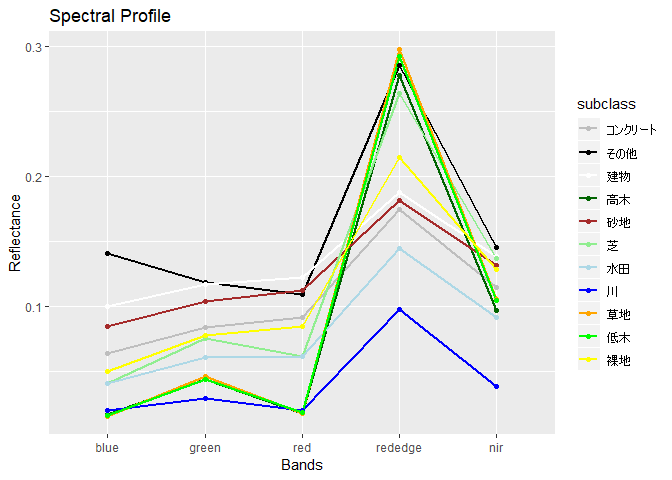 Spectral Profile
0.3
0.2
0.1
Reflectance
blue green red rededge nir
Bands
subclass
コンクリート
その他
建物
高木
砂地
芝
水田
川
草地
低木
裸地